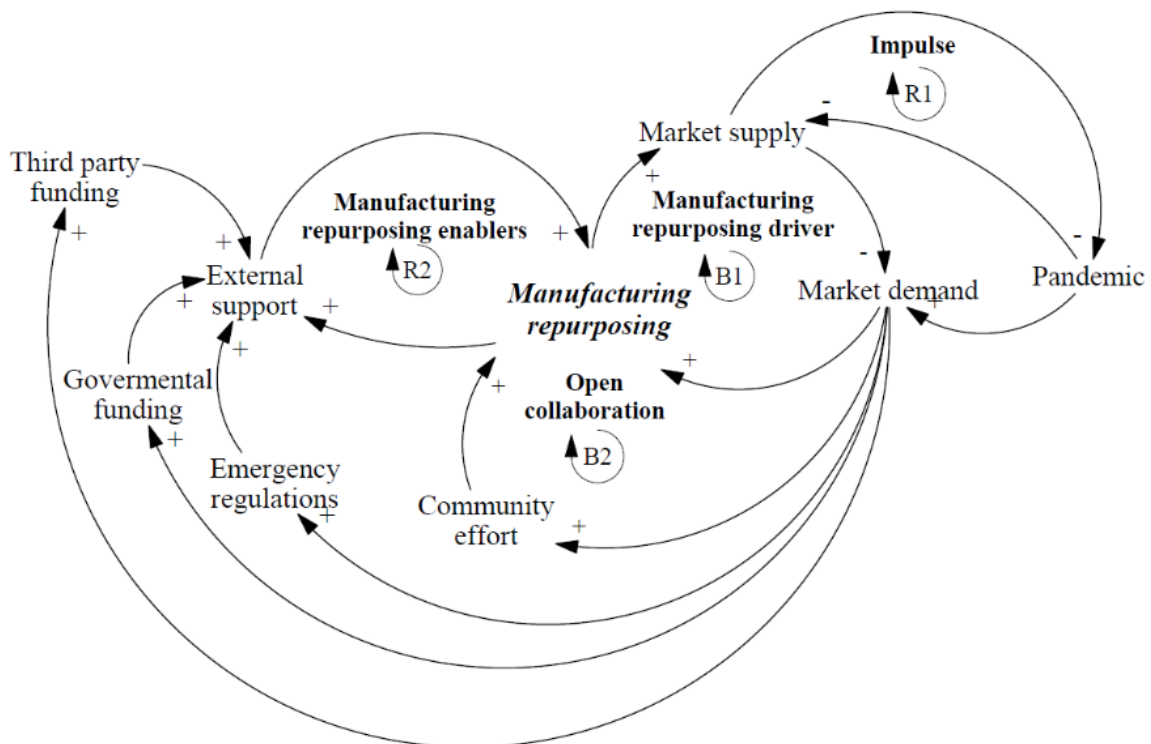 Impulse
R1
-
Market supply
+
Third party
funding
+
+
Manufacturing
repurposing enablers
R2
+
Manufacturing
repurposing driver
B1
-
-
External
support
+
+
+
Manufacturing
repurposing
Market demand
+
Pandemic
Govermental
funding
+
+
Open
collaboration
B2
+
Emergency
regulations
+
Community
effort
+